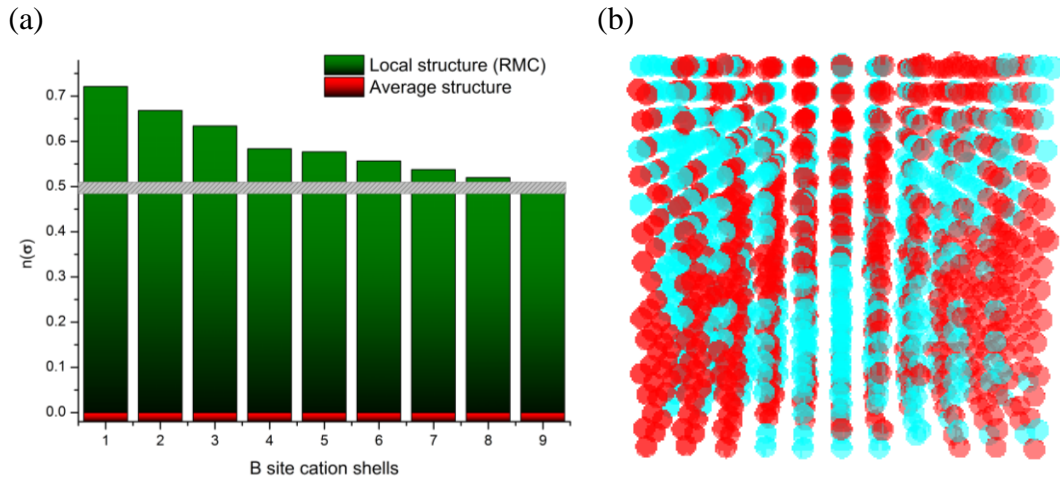 (a)
(b)
Local structure (RMC)
Average structure
n(σ)
0.7
0.6
0.5
0.4
0.3
0.2
0.1
0.0
1 2 3 4 5 6 7 8 9
B site cation shells